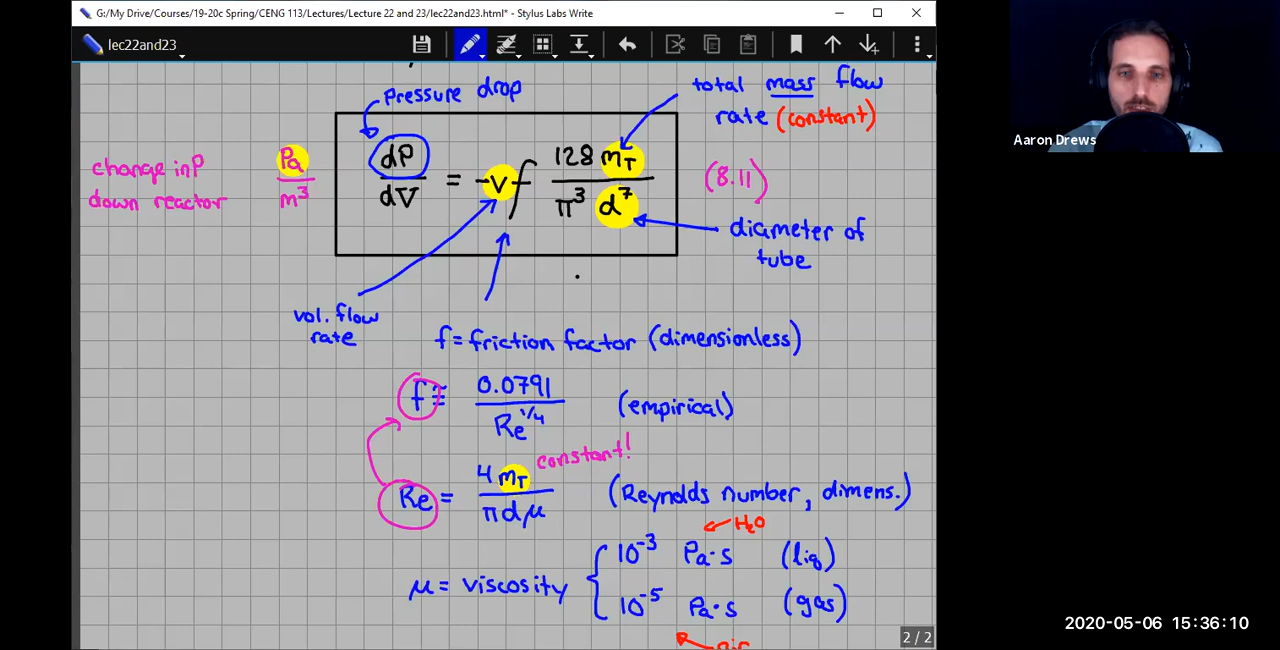 G:/My Drive/Courses/19-20c Spring/CENG 113/Lectures/Lecture 22 and 23/lec22and23.html* - Stylus Labs Write
lec22and23
Pressure drop
total mass flow
rate (constant)
change in P
down reactor
Pa/m³
dP/dV = -v f 128 m_T / π³ d⁷
(8.11)
diameter of
tube
vol. flow
rate
f = friction factor (dimensionless)
f ≅ 0.0791 / Re^1/4 (empirical)
constant!
Re = 4 m_T / π d μ (Reynolds number, dimens.)
H₂O
μ = viscosity { 10⁻³ Pa·s (liq)
10⁻⁵ Pa·s (gas)
air
2 / 2
Aaron Drews
2020-05-06 15:36:10